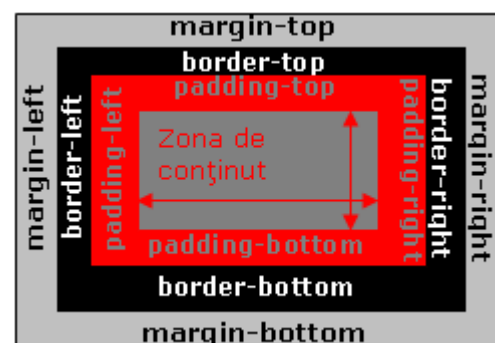 margin-top
border-top
padding-top
margin-left
border-left
padding-left
Zona de
conţinut
padding-right
border-right
margin-right
padding-bottom
border-bottom
margin-bottom